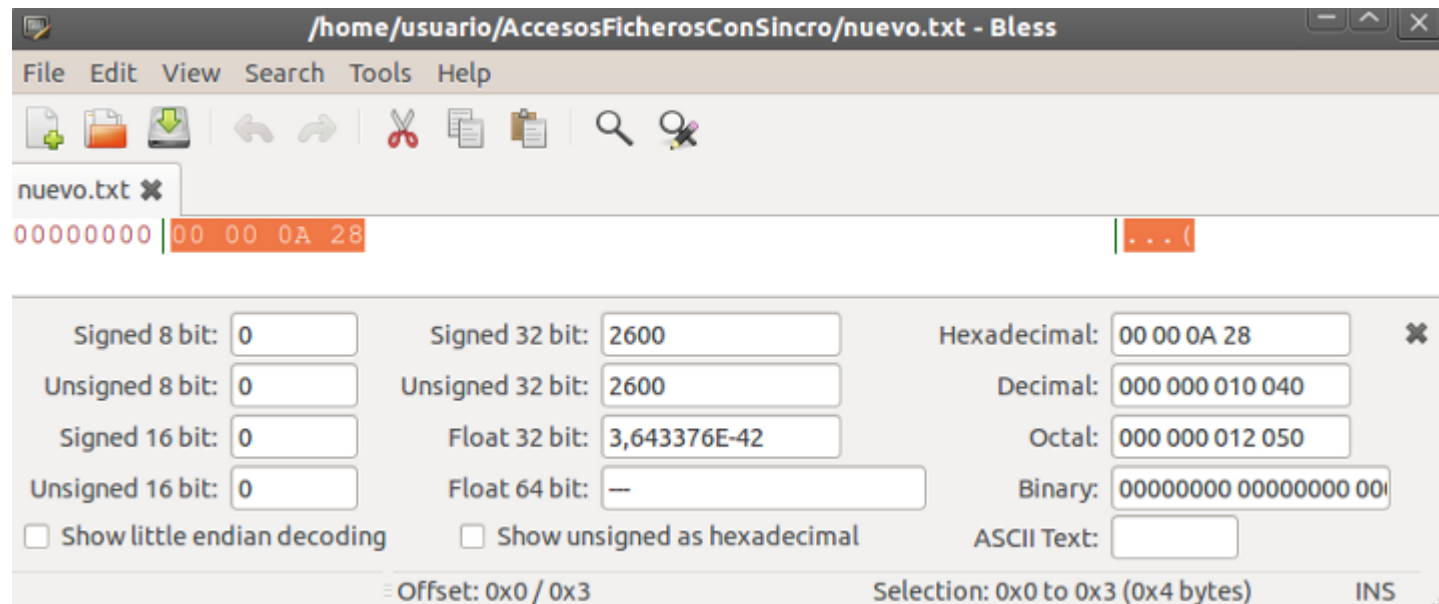 /home/usuario/AccesosFicherosConSincro/nuevo.txt - Bless
File Edit View Search Tools Help
nuevo.txt
00000000 00 00 0A 28 ...(
Signed 8 bit: 0 Signed 32 bit: 2600 Hexadecimal: 00 00 0A 28
Unsigned 8 bit: 0 Unsigned 32 bit: 2600 Decimal: 000 000 010 040
Signed 16 bit: 0 Float 32 bit: 3,643376E-42 Octal: 000 000 012 050
Unsigned 16 bit: 0 Float 64 bit: --- Binary: 00000000 00000000 00
Show little endian decoding Show unsigned as hexadecimal ASCII Text:
Offset: 0x0 / 0x3 Selection: 0x0 to 0x3 (0x4 bytes) INS